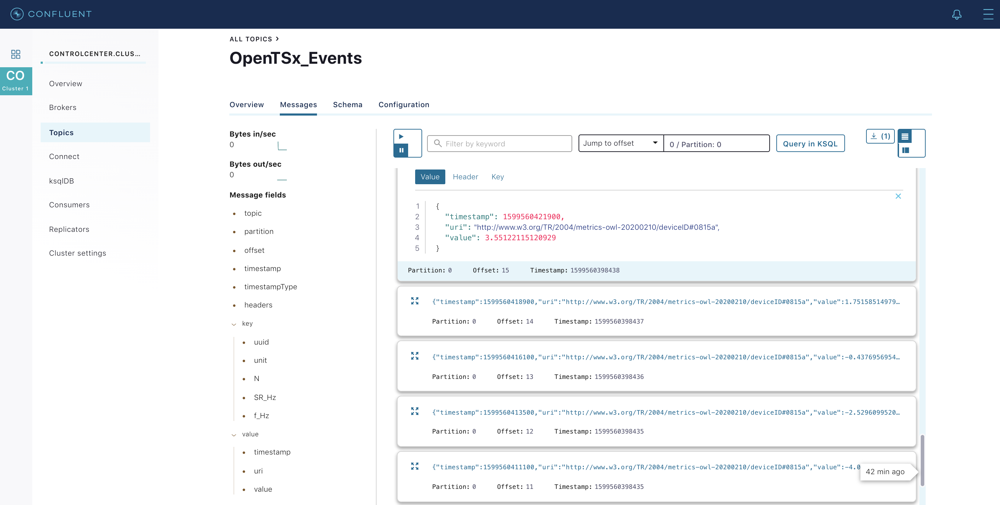 CONFLUENT
CO
Cluster 1
CONTROLCENTER.CLUS...
Overview
Brokers
Topics
Connect
ksqlDB
Consumers
Replicators
Cluster settings
ALL TOPICS >
OpenTSx_Events
Overview Messages Schema Configuration
Bytes in/sec
0
Bytes out/sec
0
Message fields
topic
partition
offset
timestamp
timestampType
headers
key
uuid
unit
N
SR_Hz
f_Hz
value
timestamp
uri
value
Filter by keyword Jump to offset 0 / Partition: 0 Query in KSQL (1)
Value Header Key
1 {
2 "timestamp": 1599560421900,
3 "uri": "http://www.w3.org/TR/2004/metrics-owl-20200210/deviceID#0815a",
4 "value": 3.55122115120929
5 }
Partition: 0 Offset: 15 Timestamp: 1599560398438
{"timestamp":1599560418900,"uri":"http://www.w3.org/TR/2004/metrics-owl-20200210/deviceID#0815a","value":1.75158514979...
Partition: 0 Offset: 14 Timestamp: 1599560398437
{"timestamp":1599560416100,"uri":"http://www.w3.org/TR/2004/metrics-owl-20200210/deviceID#0815a","value":-0.4376956954...
Partition: 0 Offset: 13 Timestamp: 1599560398436
{"timestamp":1599560413500,"uri":"http://www.w3.org/TR/2004/metrics-owl-20200210/deviceID#0815a","value":-2.5296099520...
Partition: 0 Offset: 12 Timestamp: 1599560398435
{"timestamp":1599560411100,"uri":"http://www.w3.org/TR/2004/metrics-owl-20200210/deviceID#0815a","value":-4.0
42 min ago
Partition: 0 Offset: 11 Timestamp: 1599560398435